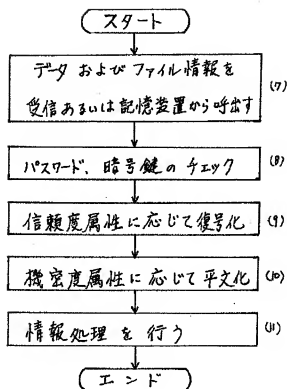 スタート
データおよびファイル情報を
受信あるいは記憶装置から呼出す
(7)
パスワード、暗号鍵のチェック
(8)
信頼度属性に応じて復号化
(9)
機密度属性に応じて平文化
(10)
情報処理を行う
(11)
エンド